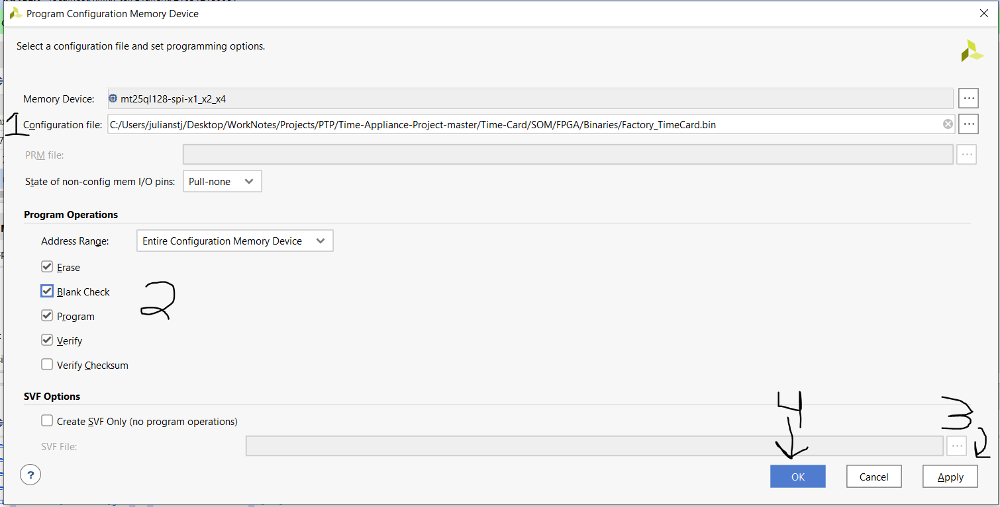 Program Configuration Memory Device
Select a configuration file and set programming options.
Memory Device: mt25ql128-spi-x1_x2_x4 ...
1 Configuration file: C:/Users/julianstj/Desktop/WorkNotes/Projects/PTP/Time-Appliance-Project-master/Time-Card/SOM/FPGA/Binaries/Factory_TimeCard.bin ...
PRM file: ...
State of non-config mem I/O pins: Pull-none
Program Operations
Address Range: Entire Configuration Memory Device
Erase
Blank Check
2
Program
Verify
Verify Checksum
SVF Options
4 3
Create SVF Only (no program operations)
SVF File: ...
? OK Cancel Apply